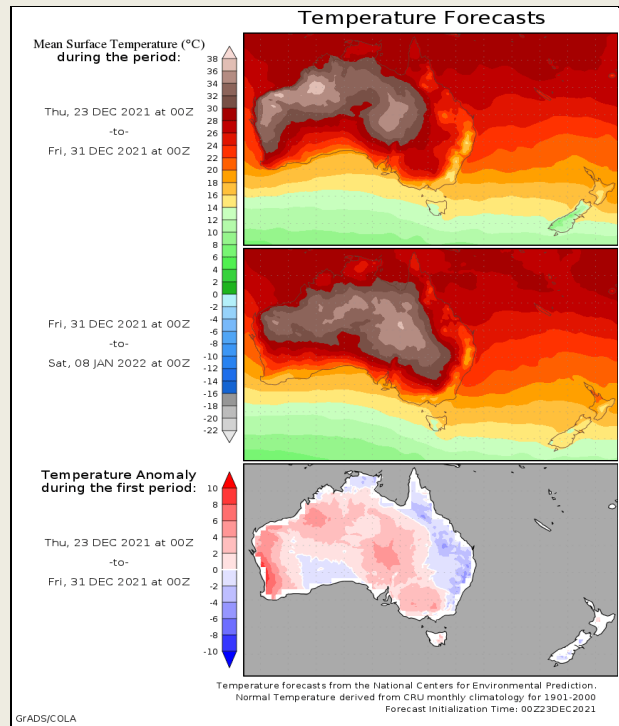 Temperature Forecasts
Mean Surface Temperature (°C)
during the period:
Thu, 23 DEC 2021 at 00Z
-to-
Fri, 31 DEC 2021 at 00Z
38
36
34
32
30
28
26
24
22
20
18
16
14
12
10
8
6
4
2
0
-2
-4
-6
-8
-10
-12
-14
-16
-18
-20
-22
Fri, 31 DEC 2021 at 00Z
-to-
Sat, 08 JAN 2022 at 00Z
Temperature Anomaly
during the first period:
Thu, 23 DEC 2021 at 00Z
-to-
Fri, 31 DEC 2021 at 00Z
10
8
6
4
2
0
-2
-4
-6
-8
-10
Temperature forecasts from the National Centers for Environmental Prediction.
Normal Temperature derived from CRU monthly climatology for 1901-2000
Forecast Initialization Time: 00Z23DEC2021
GrADS/COLA